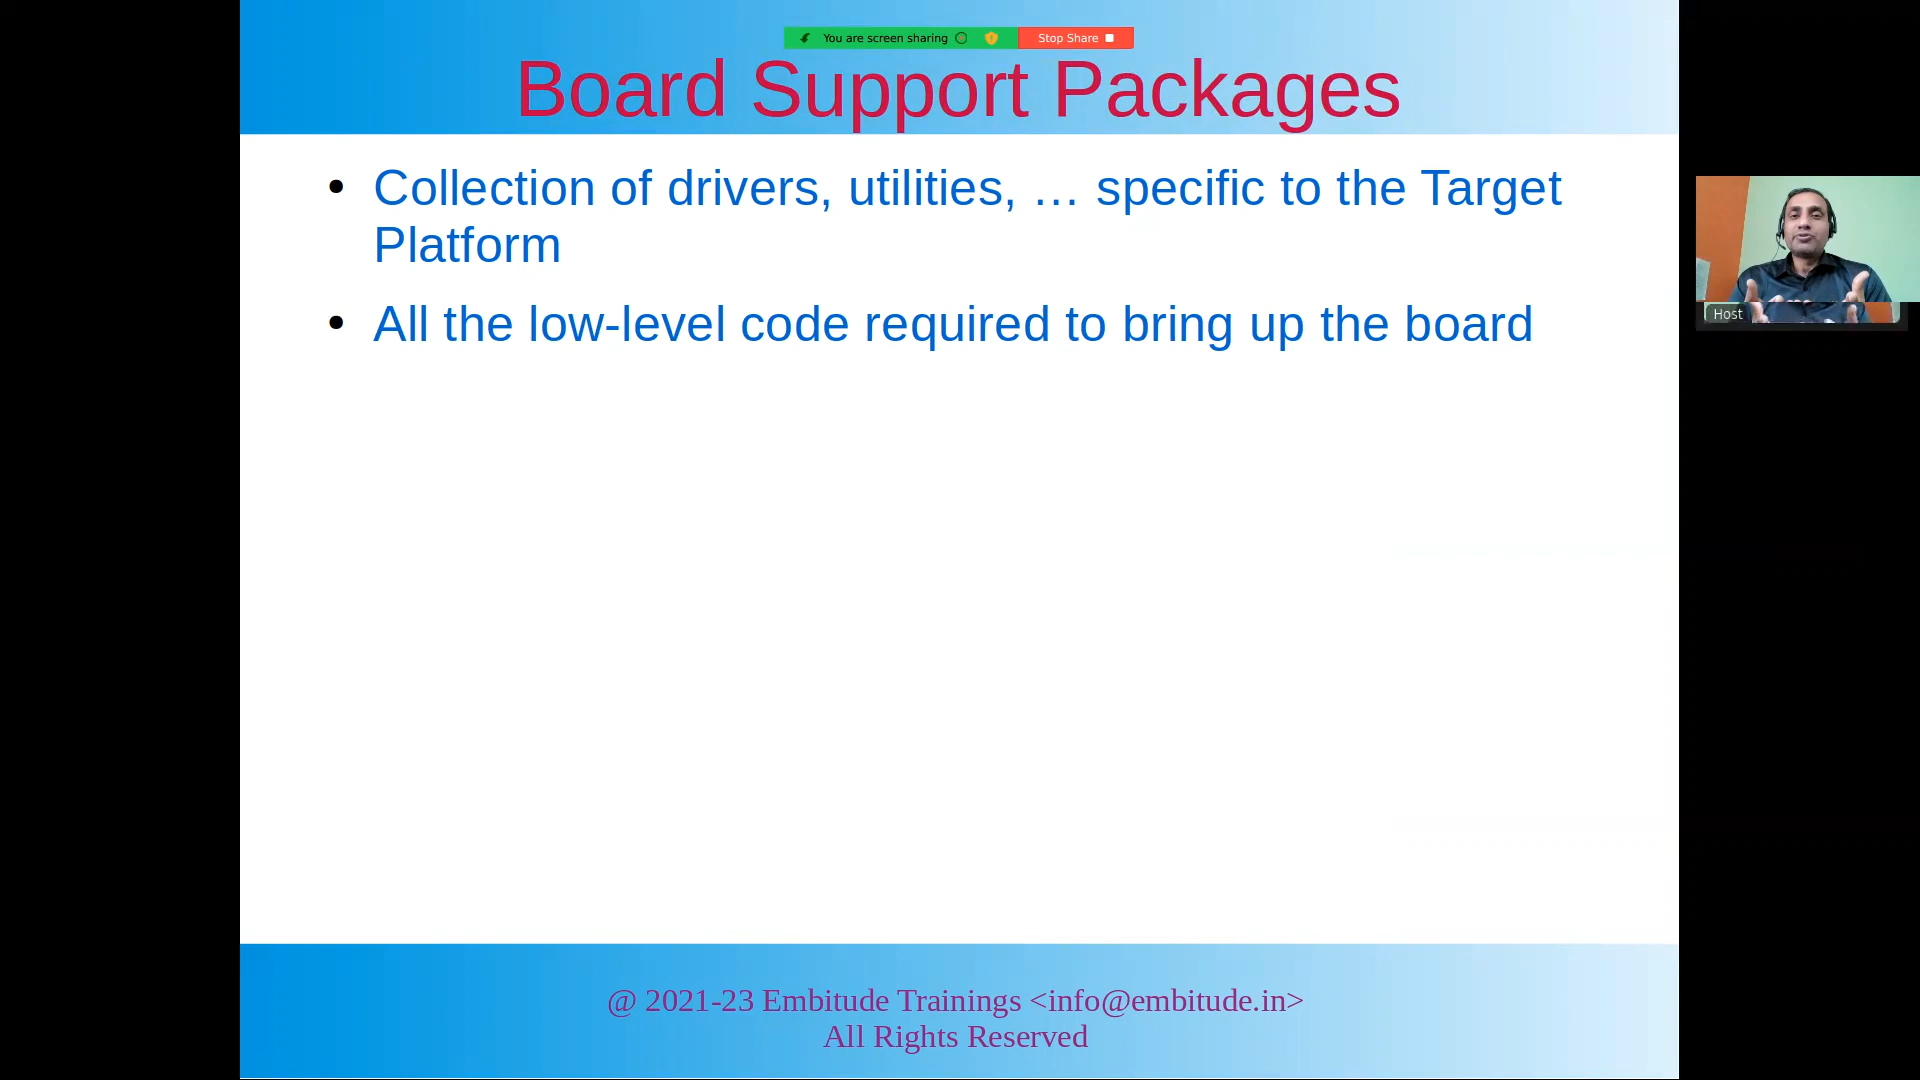 You are screen sharing
Stop Share
Board Support Packages
• Collection of drivers, utilities, … specific to the Target
Platform
• All the low-level code required to bring up the board
Host
@ 2021-23 Embitude Trainings <info@embitude.in>
All Rights Reserved